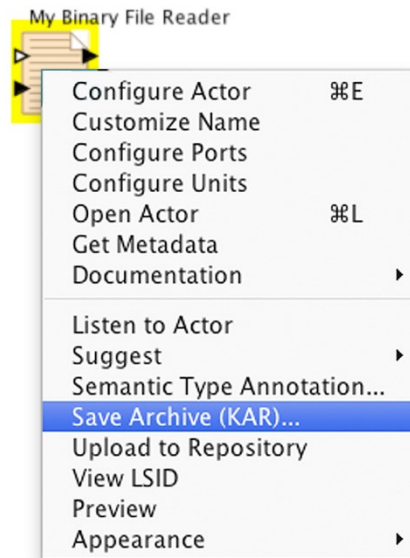 My Binary File Reader
Configure Actor ⌘E
Customize Name
Configure Ports
Configure Units
Open Actor ⌘L
Get Metadata
Documentation
Listen to Actor
Suggest
Semantic Type Annotation...
Save Archive (KAR)...
Upload to Repository
View LSID
Preview
Appearance